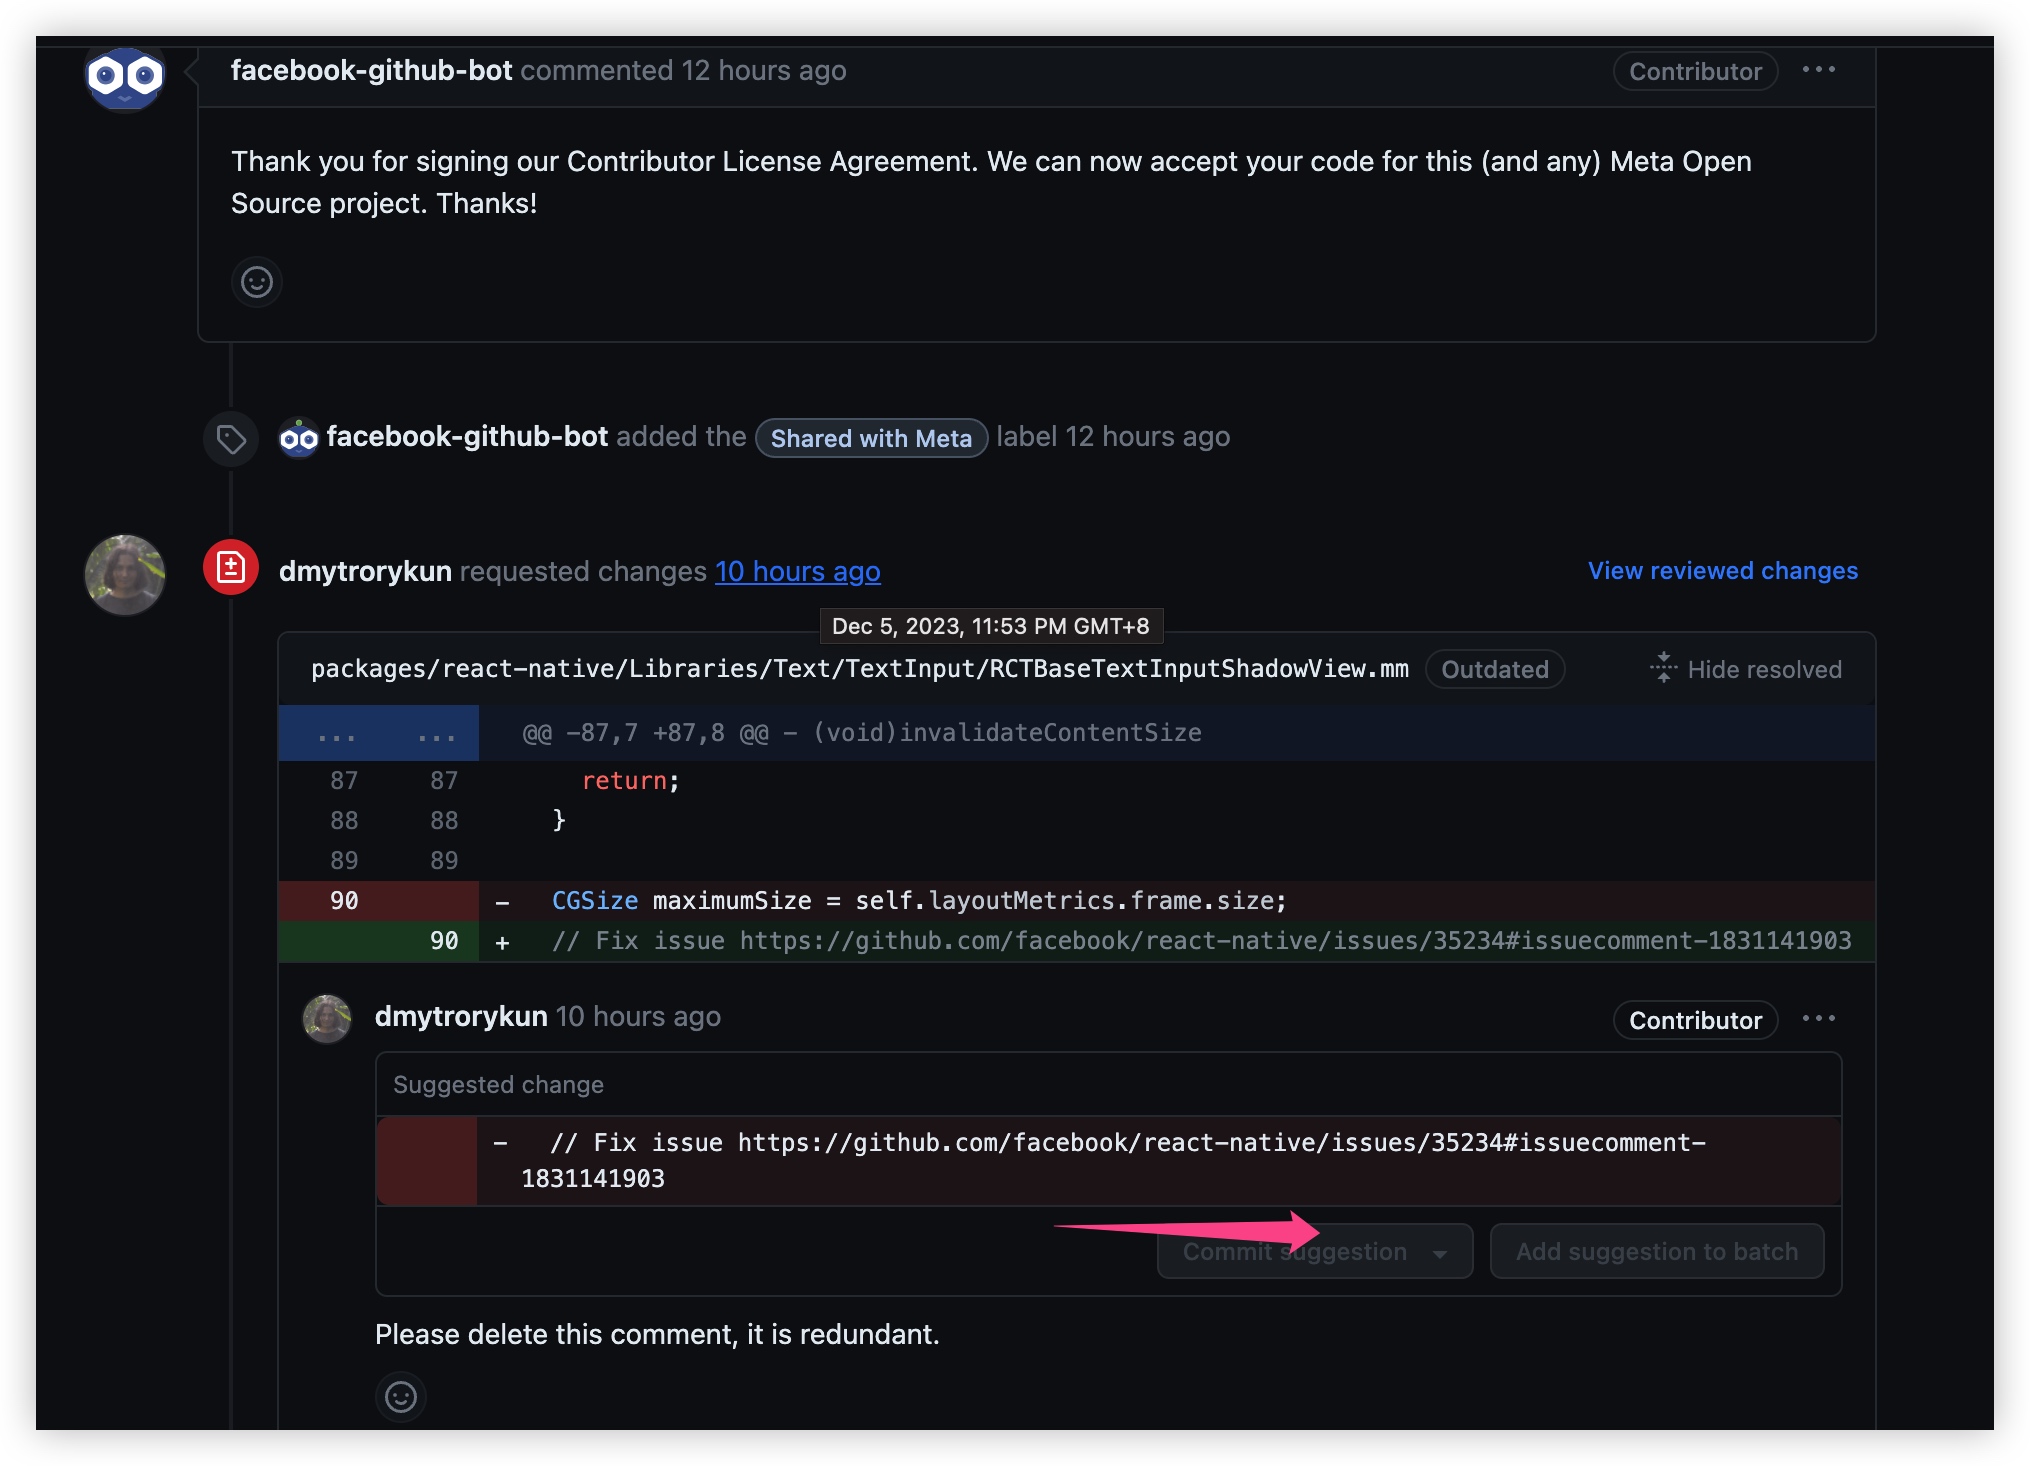 facebook-github-bot commented 12 hours ago Contributor ...
Thank you for signing our Contributor License Agreement. We can now accept your code for this (and any) Meta Open
Source project. Thanks!
facebook-github-bot added the Shared with Meta label 12 hours ago
dmytrorykun requested changes 10 hours ago View reviewed changes
Dec 5, 2023, 11:53 PM GMT+8
packages/react-native/Libraries/Text/TextInput/RCTBaseTextInputShadowView.mm Outdated Hide resolved
... ... @@ -87,7 +87,8 @@ - (void)invalidateContentSize
87 87 return;
88 88 }
89 89
90 - CGSize maximumSize = self.layoutMetrics.frame.size;
90 + // Fix issue https://github.com/facebook/react-native/issues/35234#issuecomment-1831141903
dmytrorykun 10 hours ago Contributor ...
Suggested change
- // Fix issue https://github.com/facebook/react-native/issues/35234#issuecomment-
1831141903
Commit suggestion Add suggestion to batch
Please delete this comment, it is redundant.